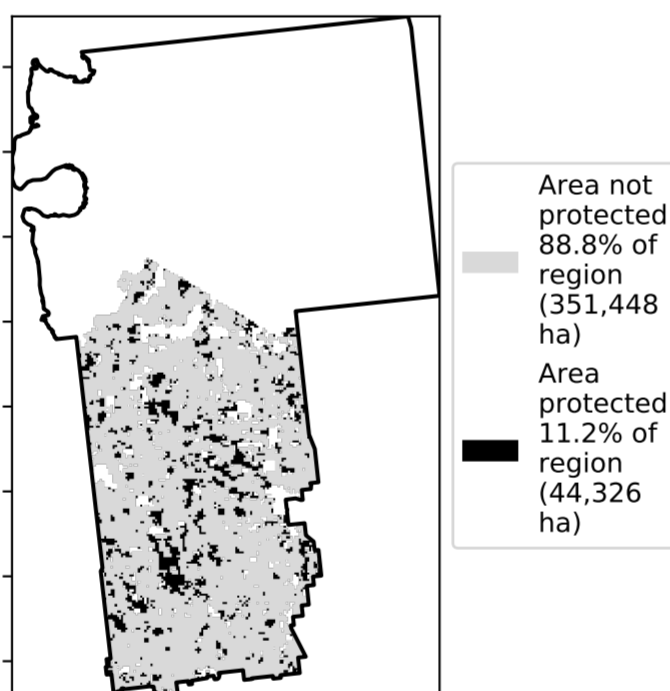 Area not
protected
88.8% of
region
(351,448
ha)
Area
protected
11.2% of
region
(44,326
ha)